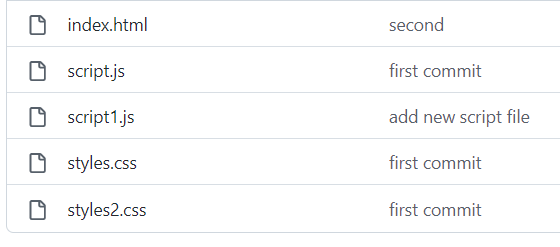 index.html second
script.js first commit
script1.js add new script file
styles.css first commit
styles2.css first commit